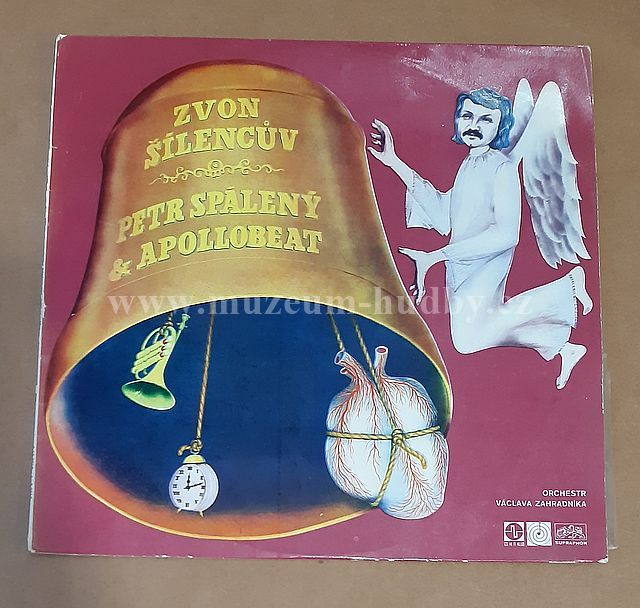 ZVON
ŠÍLENCŮV
PETR SPÁLENÝ
& APOLLOBEAT
www.muzeum-hudby.cz
ORCHESTR
VÁCLAVA ZAHRADNÍKA
SUPRAPHON